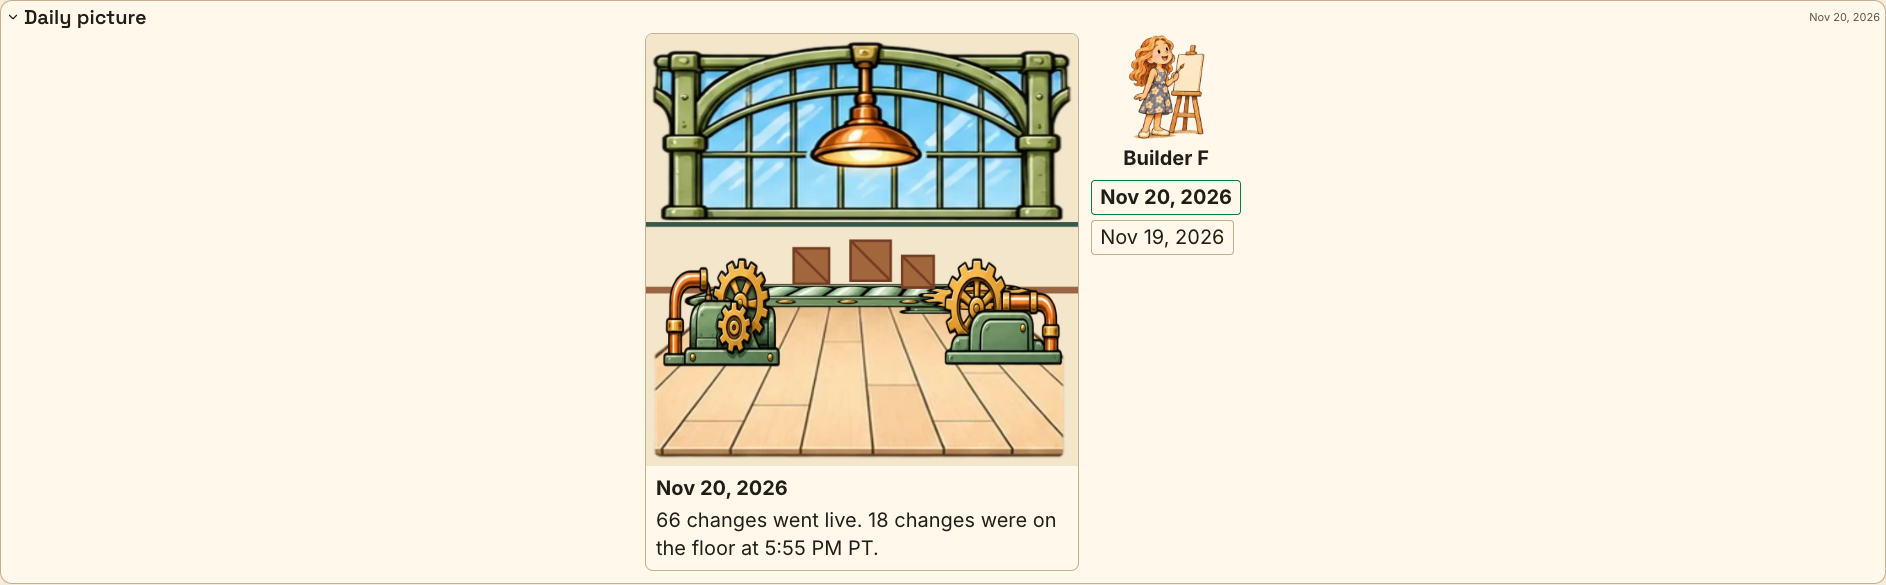 Daily picture
Nov 20, 2026
Builder F
Nov 20, 2026
Nov 19, 2026
Nov 20, 2026
66 changes went live. 18 changes were on
the floor at 5:55 PM PT.